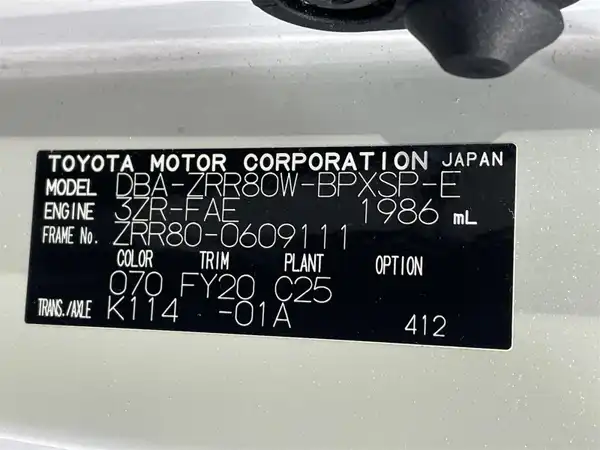 TOYOTA MOTOR CORPORATION JAPAN
MODEL DBA-ZRR80W-BPXSP-E
ENGINE 3ZR-FAE 1986 mL
FRAME No. ZRR80-0609111
COLOR TRIM PLANT OPTION
070 FY20 C25
TRANS./AXLE K114 -01A 412